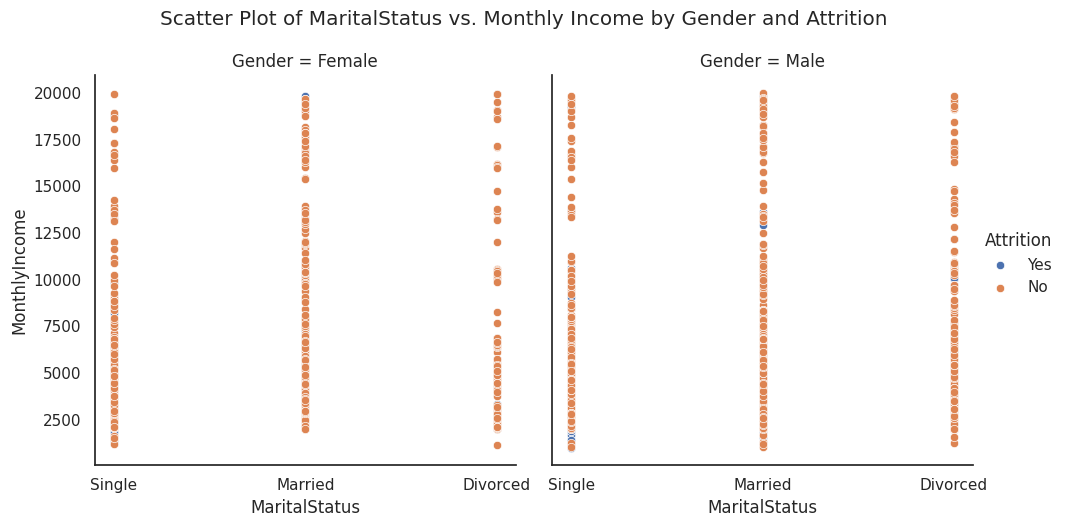 Scatter Plot of MaritalStatus vs. Monthly Income by Gender and Attrition
Gender = Female
Gender = Male
MonthlyIncome
20000
17500
15000
12500
10000
7500
5000
2500
Single Married Divorced
MaritalStatus
Single Married Divorced
MaritalStatus
Attrition
Yes
No